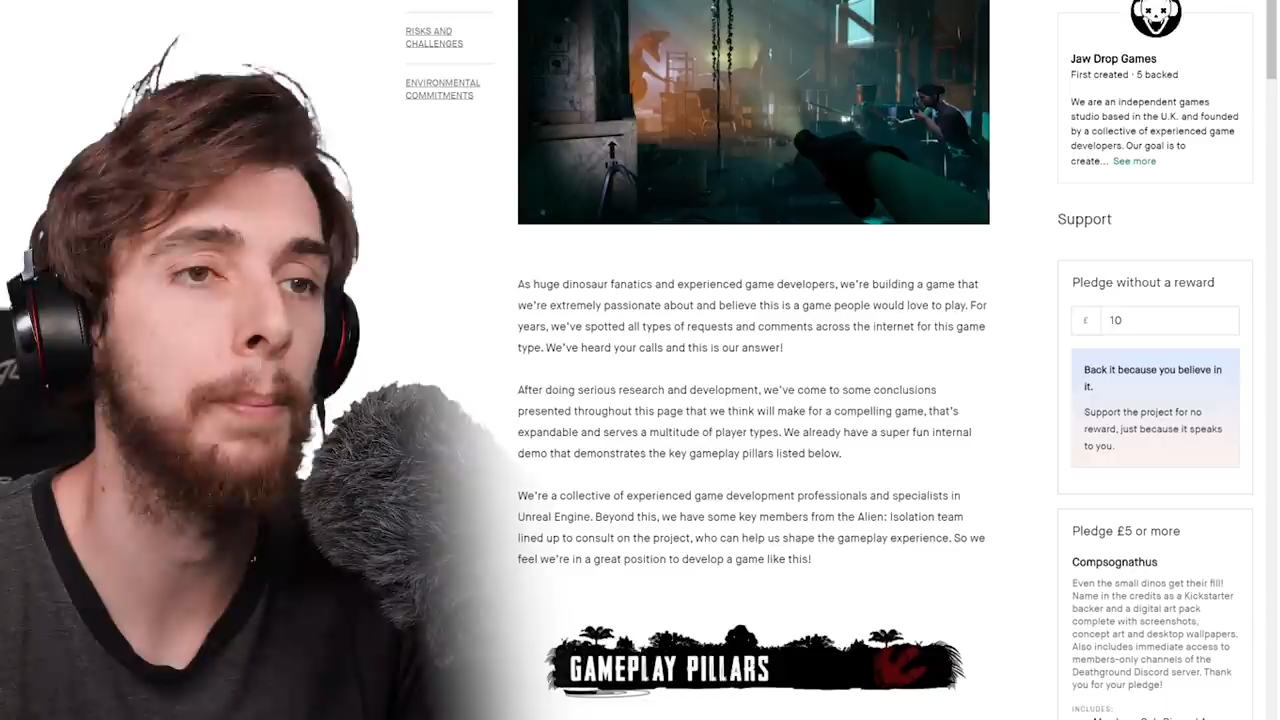 RISKS AND
CHALLENGES
ENVIRONMENTAL
COMMITMENTS
As huge dinosaur fanatics and experienced game developers, we're building a game that
we're extremely passionate about and believe this is a game people would love to play. For
years, we've spotted all types of requests and comments across the internet for this game
type. We've heard your calls and this is our answer!
After doing serious research and development, we've come to some conclusions
presented throughout this page that we think will make for a compelling game, that's
expandable and serves a multitude of player types. We already have a super fun internal
demo that demonstrates the key gameplay pillars listed below.
We're a collective of experienced game development professionals and specialists in
Unreal Engine. Beyond this, we have some key members from the Alien: Isolation team
lined up to consult on the project, who can help us shape the gameplay experience. So we
feel we're in a great position to develop a game like this!
GAMEPLAY PILLARS
Jaw Drop Games
First created · 5 backed
We are an independent games
studio based in the U.K. and founded
by a collective of experienced game
developers. Our goal is to
create... See more
Support
Pledge without a reward
£ 10
Back it because you believe in
it.
Support the project for no
reward, just because it speaks
to you.
Pledge £5 or more
Compsognathus
Even the small dinos get their fill!
Name in the credits as a Kickstarter
backer and a digital art pack
complete with screenshots,
concept art and desktop wallpapers.
Also includes immediate access to
members-only channels of the
Deathground Discord server. Thank
you for your pledge!
INCLUDES: